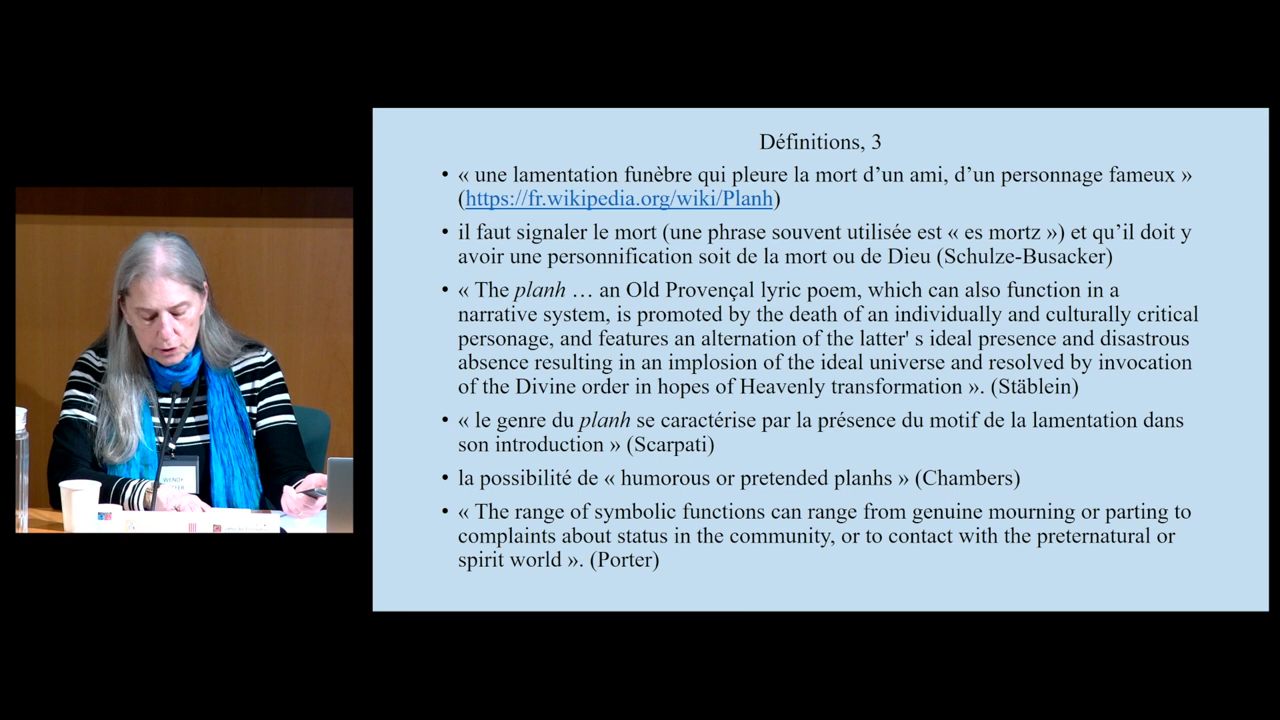 Définitions, 3
• « une lamentation funèbre qui pleure la mort d’un ami, d’un personnage fameux »
(https://fr.wikipedia.org/wiki/Planh)
• il faut signaler le mort (une phrase souvent utilisée est « es mortz ») et qu’il doit y
avoir une personnification soit de la mort ou de Dieu (Schulze-Busacker)
• « The planh … an Old Provençal lyric poem, which can also function in a
narrative system, is promoted by the death of an individually and culturally critical
personage, and features an alternation of the latter' s ideal presence and disastrous
absence resulting in an implosion of the ideal universe and resolved by invocation
of the Divine order in hopes of Heavenly transformation ». (Stäblein)
• « le genre du planh se caractérise par la présence du motif de la lamentation dans
son introduction » (Scarpati)
• la possibilité de « humorous or pretended planhs » (Chambers)
• « The range of symbolic functions can range from genuine mourning or parting to
complaints about status in the community, or to contact with the preternatural or
spirit world ». (Porter)
WENDY